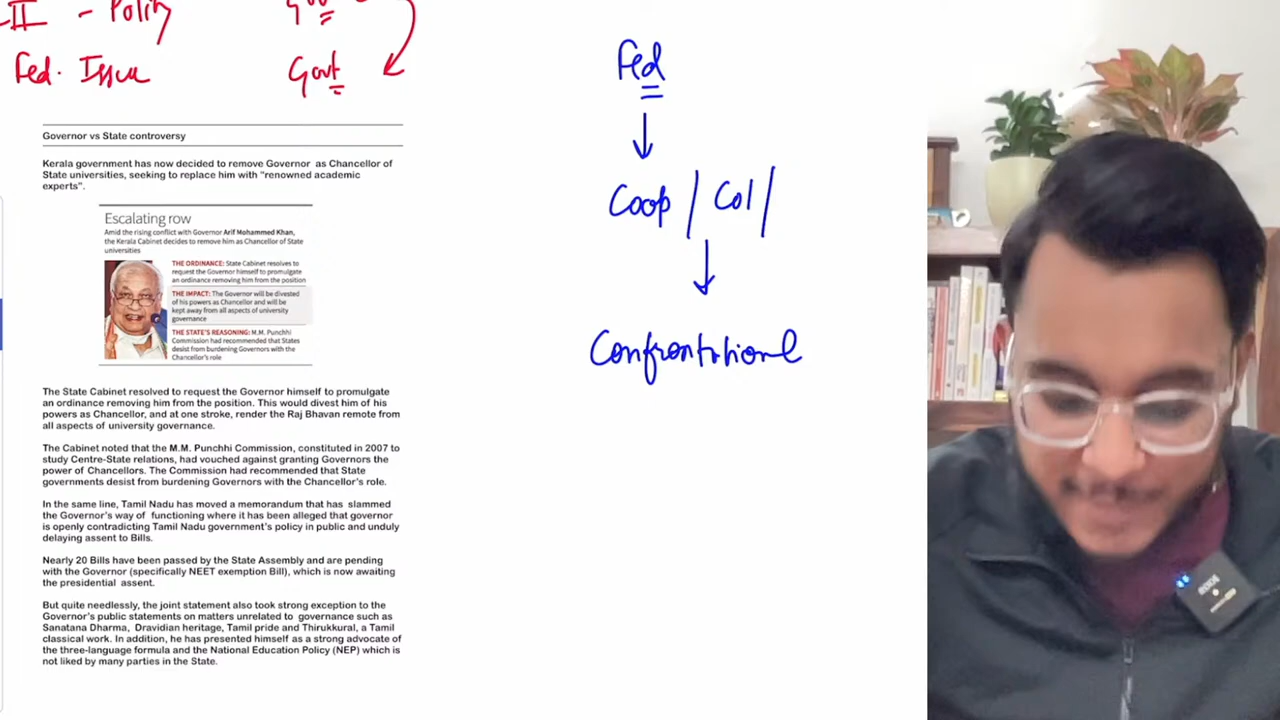 -II - Polity
Fed. Issue
Govt
Governor vs State controversy
Kerala government has now decided to remove Governor as Chancellor of
State universities, seeking to replace him with "renowned academic
experts".
Escalating row
Amid the rising conflict with Governor Arif Mohammed Khan,
the Kerala Cabinet decides to remove him as Chancellor of State
universities
THE ORDINANCE: State Cabinet resolves to
request the Governor himself to promulgate
an ordinance removing him from the position
THE IMPACT: The Governor will be divested
of his powers as Chancellor and will be
kept away from all aspects of university
governance
THE STATE'S REASONING: M.M. Punchhi
Commission had recommended that States
desist from burdening Governors with the
Chancellor's role
The State Cabinet resolved to request the Governor himself to promulgate
an ordinance removing him from the position. This would divest him of his
powers as Chancellor, and at one stroke, render the Raj Bhavan remote from
all aspects of university governance.
The Cabinet noted that the M.M. Punchhi Commission, constituted in 2007 to
study Centre-State relations, had vouched against granting Governors the
power of Chancellors. The Commission had recommended that State
governments desist from burdening Governors with the Chancellor's role.
In the same line, Tamil Nadu has moved a memorandum that has slammed
the Governor's way of functioning where it has been alleged that governor
is openly contradicting Tamil Nadu government's policy in public and unduly
delaying assent to Bills.
Nearly 20 Bills have been passed by the State Assembly and are pending
with the Governor (specifically NEET exemption Bill), which is now awaiting
the presidential assent.
But quite needlessly, the joint statement also took strong exception to the
Governor's public statements on matters unrelated to governance such as
Sanatana Dharma, Dravidian heritage, Tamil pride and Thirukkural, a Tamil
classical work. In addition, he has presented himself as a strong advocate of
the three-language formula and the National Education Policy (NEP) which is
not liked by many parties in the State.
Fed
Coop / Col /
Confrontational
RODE